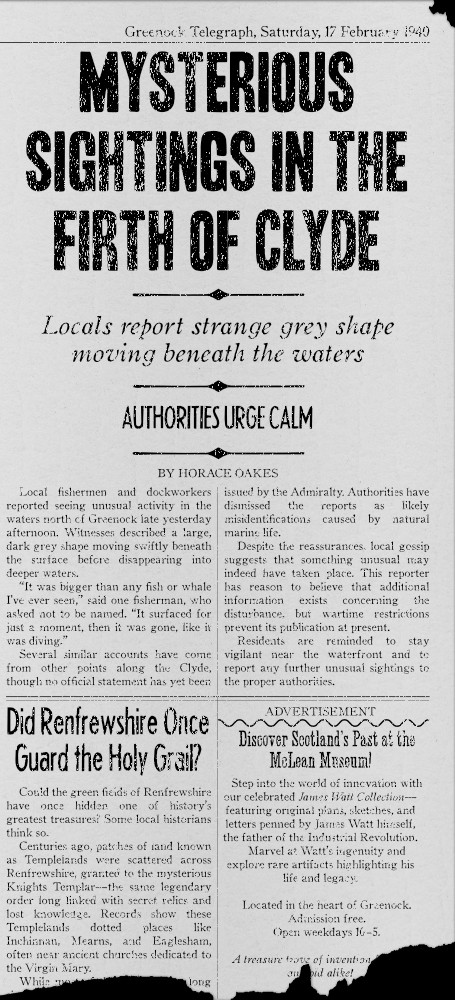 Greenock Telegraph, Saturday, 17 February 1940
MYSTERIOUS
SIGHTINGS IN THE
FIRTH OF CLYDE
Locals report strange grey shape
moving beneath the waters
AUTHORITIES URGE CALM
BY HORACE OAKES
Local fishermen and dockworkers
reported seeing unusual activity in the
waters north of Greenock late yesterday
afternoon. Witnesses described a large,
dark grey shape moving swiftly beneath
the surface before disappearing into
deeper waters.
"It was bigger than any fish or whale
I've ever seen," said one fisherman, who
asked not to be named. "It surfaced for
just a moment, then it was gone, like it
was diving."
Several similar accounts have come
from other points along the Clyde,
though no official statement has yet been
issued by the Admiralty. Authorities have
dismissed the reports as likely
misidentifications caused by natural
marine life.
Despite the reassurances, local gossip
suggests that something unusual may
indeed have taken place. This reporter
has reason to believe that additional
information exists concerning the
disturbance, but wartime restrictions
prevent its publication at present.
Residents are reminded to stay
vigilant near the waterfront and to
report any further unusual sightings to
the proper authorities.
Did Renfrewshire Once
Guard the Holy Grail?
Could the green fields of Renfrewshire
have once hidden one of history's
greatest treasures? Some local historians
think so.
Centuries ago, patches of land known
as Templelands were scattered across
Renfrewshire, granted to the mysterious
Knights Templar—the same legendary
order long linked with secret relics and
lost knowledge. Records show these
Templelands dotted places like
Inchinnan, Mearns, and Eaglesham,
often near ancient churches dedicated to
the Virgin Mary.
While long
ADVERTISEMENT
Discover Scotland's Past at the
McLean Museum!
Step into the world of innovation with
our celebrated James Watt Collection—
featuring original plans, sketches, and
letters penned by James Watt himself,
the father of the Industrial Revolution.
Marvel at Watt's ingenuity and
explore rare artifacts highlighting his
life and legacy.
Located in the heart of Greenock.
Admission free.
Open weekdays 10–5.
A treasure trove of invention
alike!